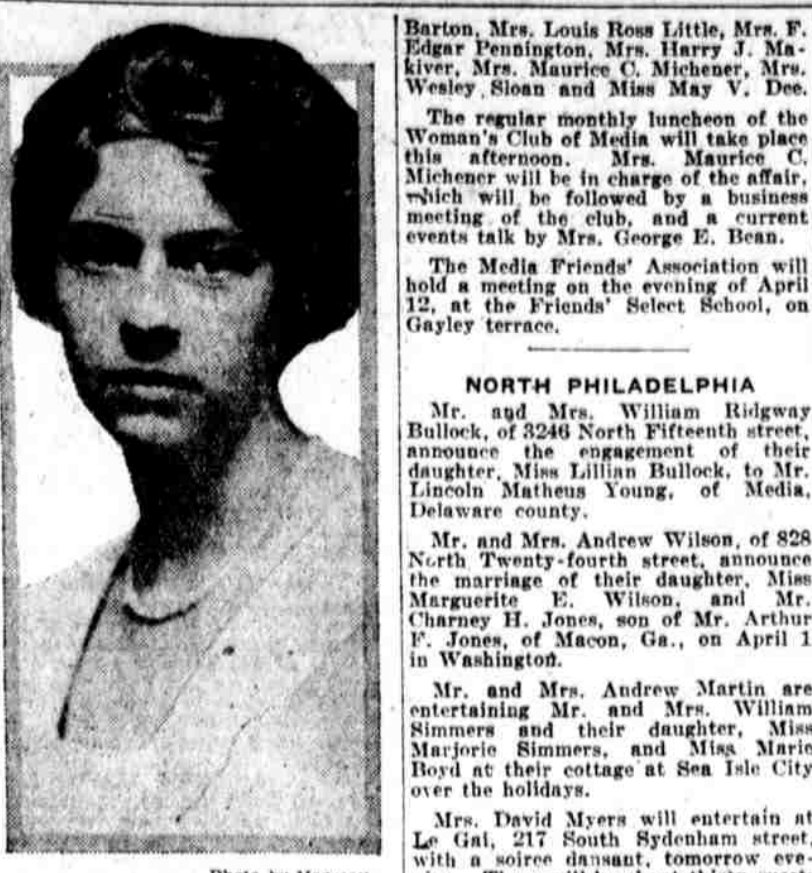 Barton, Mrs. Louis Ross Little, Mrs. F.
Edgar Pennington, Mrs. Harry J. Ma-
kiver, Mrs. Maurice C. Michener, Mrs.
Wesley Sloan and Miss May V. Dee.
The regular monthly luncheon of the
Woman's Club of Media will take place
this afternoon. Mrs. Maurice C
Michener will be in charge of the affair,
which will be followed by a business
meeting of the club, and a current
events talk by Mrs. George E. Bean.
The Media Friends' Association will
hold a meeting on the evening of April
12, at the Friends' Select School, on
Gayley terrace.
NORTH PHILADELPHIA
Mr. and Mrs. William Ridgway
Bullock, of 3246 North Fifteenth street,
announce the engagement of their
daughter, Miss Lillian Bullock, to Mr.
Lincoln Matheus Young, of Media,
Delaware county.
Mr. and Mrs. Andrew Wilson, of 828
North Twenty-fourth street, announce
the marriage of their daughter, Miss
Marguerite E. Wilson, and Mr.
Charney H. Jones, son of Mr. Arthur
F. Jones, of Macon, Ga., on April 1
in Washington.
Mr. and Mrs. Andrew Martin are
entertaining Mr. and Mrs. William
Simmers and their daughter, Miss
Marjorie Simmers, and Miss Marie
Boyd at their cottage at Sea Isle City
over the holidays.
Mrs. David Myers will entertain at
Le Gai, 217 South Sydenham street,
with a soiree dansant, tomorrow eve-